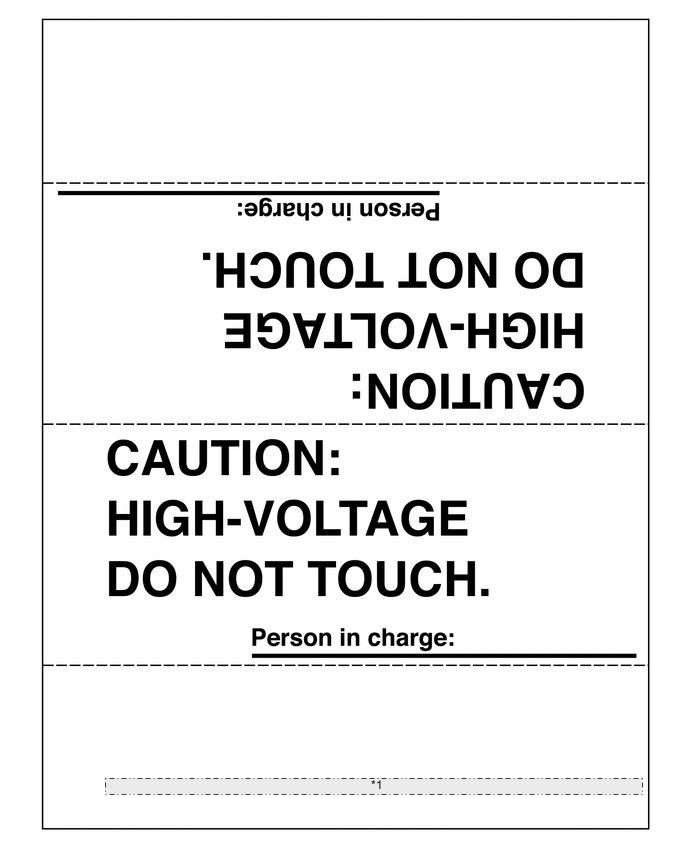 Person in charge:
DO NOT TOUCH.
HIGH-VOLTAGE
CAUTION:
CAUTION:
HIGH-VOLTAGE
DO NOT TOUCH.
Person in charge:
*1